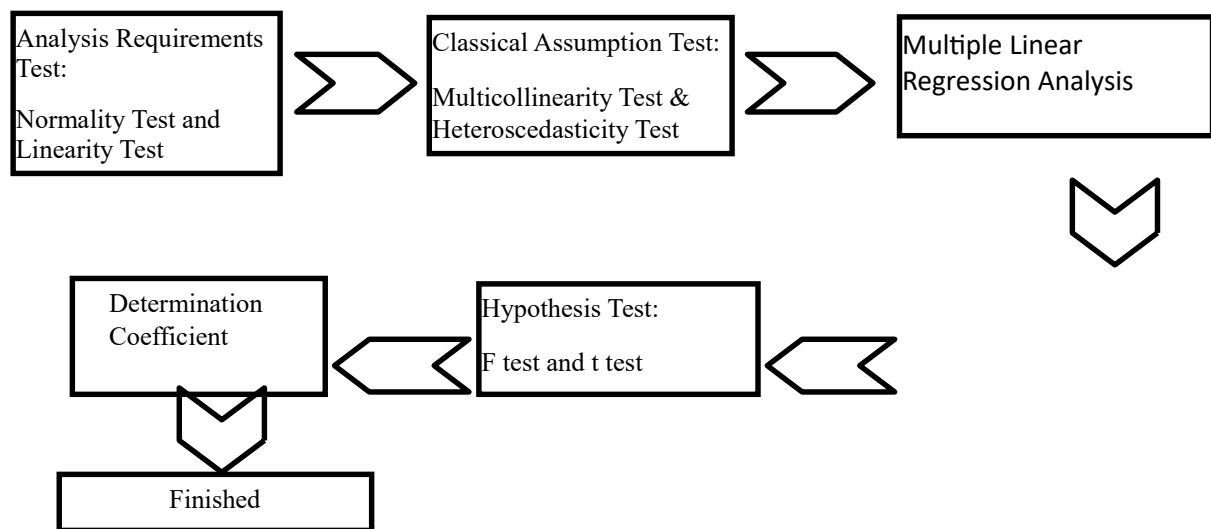 Analysis Requirements
Test:
Normality Test and
Linearity Test
Classical Assumption Test:
Multicollinearity Test &
Heteroscedasticity Test
Multiple Linear
Regression Analysis
Hypothesis Test:
F test and t test
Determination
Coefficient
Finished